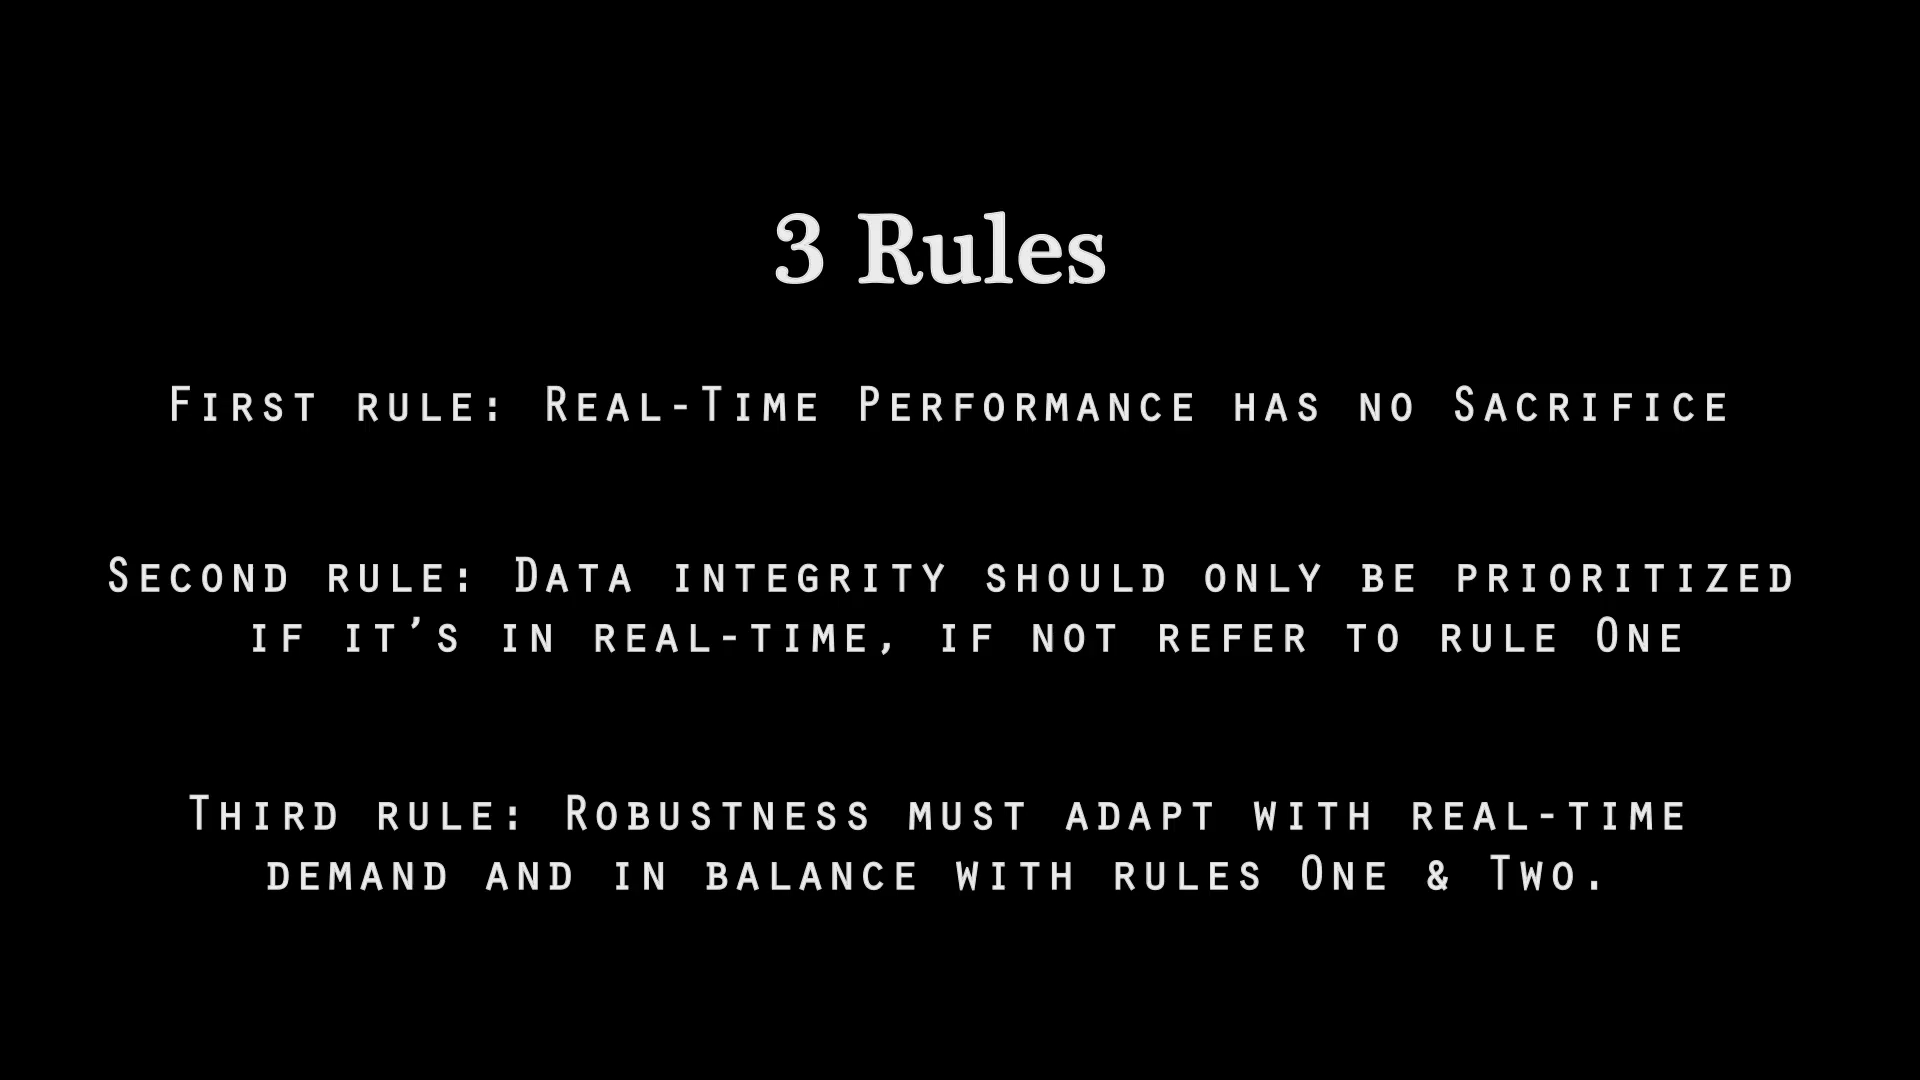 3 Rules
First rule: Real-Time Performance has no Sacrifice
Second rule: Data integrity should only be prioritized
if it’s in real-time, if not refer to rule One
Third rule: Robustness must adapt with real-time
demand and in balance with rules One & Two.